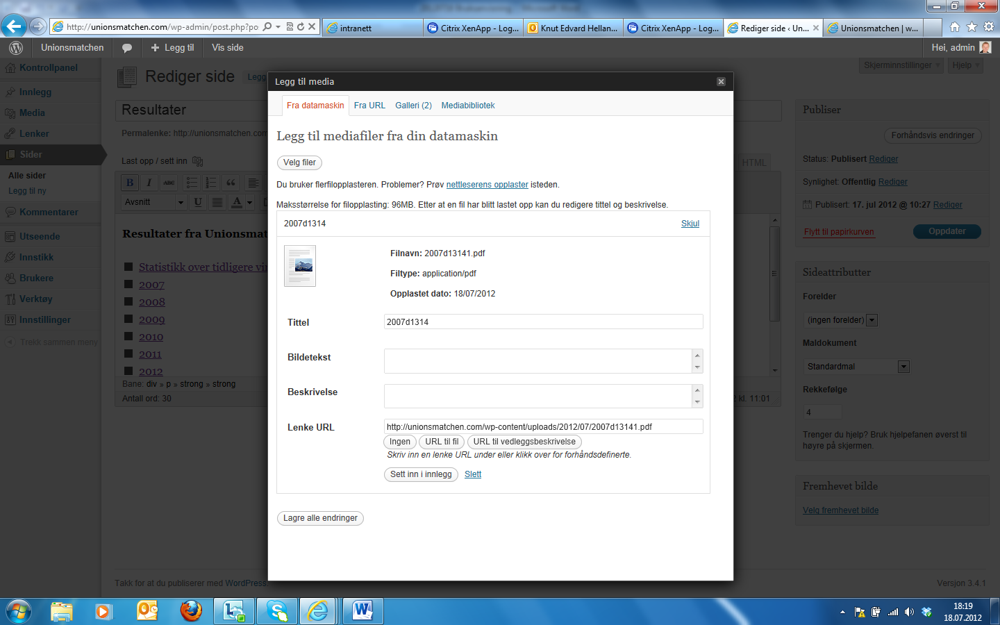 http://unionsmatchen.com/wp-admin/post.php?po
intranett
Citrix XenApp - Log...
Knut Edvard Hellan...
Citrix XenApp - Log...
Rediger side ‹ Un...
Unionsmatchen | w...
Unionsmatchen
Legg til
Vis side
Hei, admin
Kontrollpanel
Innlegg
Media
Lenker
Sider
Alle sider
Legg til ny
Kommentarer
Utseende
Innstikk
Brukere
Verktøy
Innstillinger
Trekk sammen meny
Rediger side
Legg
Skjerminnstillinger
Hjelp
Resultater
Permalenke: http://unionsmatchen.com
Last opp / sett inn
HTML
B I ABC
Avsnitt
U A
Resultater fra Unionsmat
Statistikk over tidligere vin
2007
2008
2009
2010
2011
2012
Bane: div » p » strong » strong
Antall ord: 30
kl. 11:01
Legg til media
Fra datamaskin
Fra URL
Galleri (2)
Mediabibliotek
Legg til mediafiler fra din datamaskin
Velg filer
Du bruker flerfilopplasteren. Problemer? Prøv nettleserens opplaster isteden.
Maksstørrelse for filopplasting: 96MB. Etter at en fil har blitt lastet opp kan du redigere tittel og beskrivelse.
2007d1314
Skjul
Filnavn: 2007d13141.pdf
Filtype: application/pdf
Opplastet dato: 18/07/2012
Tittel
2007d1314
Bildetekst
Beskrivelse
Lenke URL
http://unionsmatchen.com/wp-content/uploads/2012/07/2007d13141.pdf
Ingen
URL til fil
URL til vedleggsbeskrivelse
Skriv inn en lenke URL under eller klikk over for forhåndsdefinerte.
Sett inn i innlegg
Slett
Lagre alle endringer
Publiser
Forhåndsvis endringer
Status: Publisert Rediger
Synlighet: Offentlig Rediger
Publisert: 17. jul 2012 @ 10:27 Rediger
Flytt til papirkurven
Oppdater
Sideattributter
Forelder
(ingen forelder)
Maldokument
Standardmal
Rekkefølge
4
Trenger du hjelp? Bruk hjelpefanen øverst til
høyre på skjermen.
Fremhevet bilde
Velg fremhevet bilde
Takk for at du publiserer med WordPress.
Versjon 3.4.1
18:19
18.07.2012